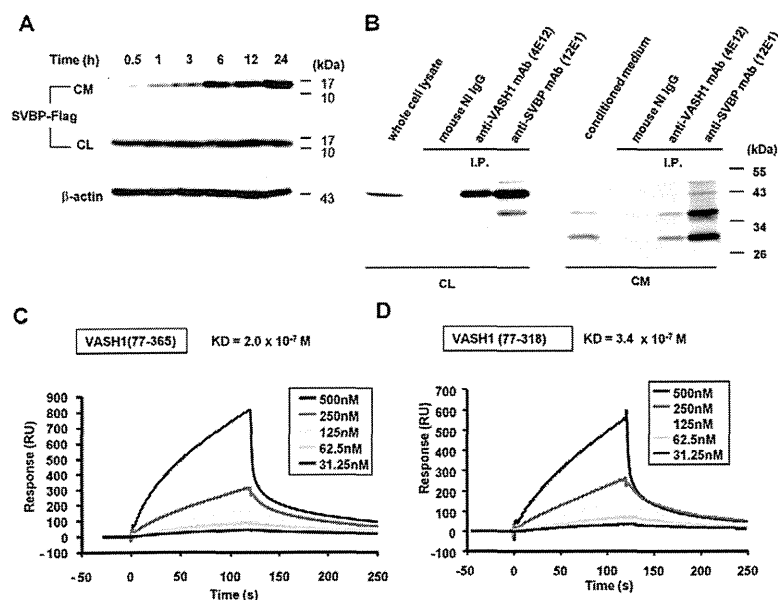 A
Time (h) 0.5 1 3 6 12 24 (kDa)
CM 17
10
SVBP-Flag
CL 17
10
β-actin 43
B
whole cell lysate
mouse NI IgG
anti-VASH1 mAb (4E12)
anti-SVBP mAb (12E1)
conditioned medium
mouse NI IgG
anti-VASH1 mAb (4E12)
anti-SVBP mAb (12E1)
I.P. I.P. (kDa)
55
43
34
26
CL CM
C
VASH1(77-365) KD = 2.0 x 10⁻⁷ M
900
800
700
600
500
400
300
200
100
0
-100
Response (RU)
500nM
250nM
125nM
62.5nM
31.25nM
-50 0 50 100 150 200 250
Time (s)
D
VASH1(77-318) KD = 3.4 x 10⁻⁷ M
700
600
500
400
300
200
100
0
-100
Response (RU)
500nM
250nM
125nM
62.5nM
31.25nM
-50 0 50 100 150 200 250
Time (s)